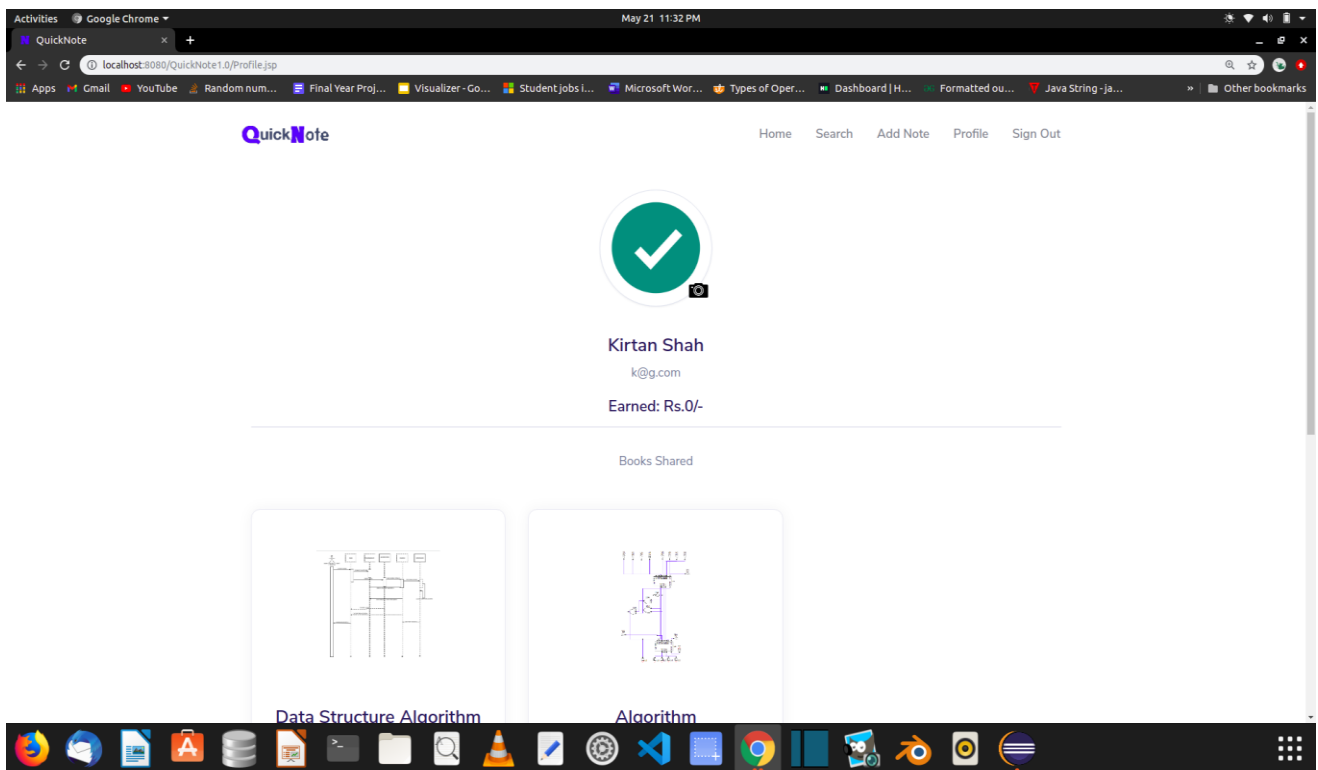 Activities Google Chrome May 21 11:32 PM
QuickNote
localhost:8080/QuickNote1.0/Profile.jsp
Apps Gmail YouTube Random num... Final Year Proj... Visualizer - Go... Student jobs i... Microsoft Wor... Types of Oper... Dashboard | H... Formatted ou... Java String - ja... » Other bookmarks
QuickNote Home Search Add Note Profile Sign Out
Kirtan Shah
k@g.com
Earned: Rs.0/-
Books Shared
Data Structure Algorithm Algorithm